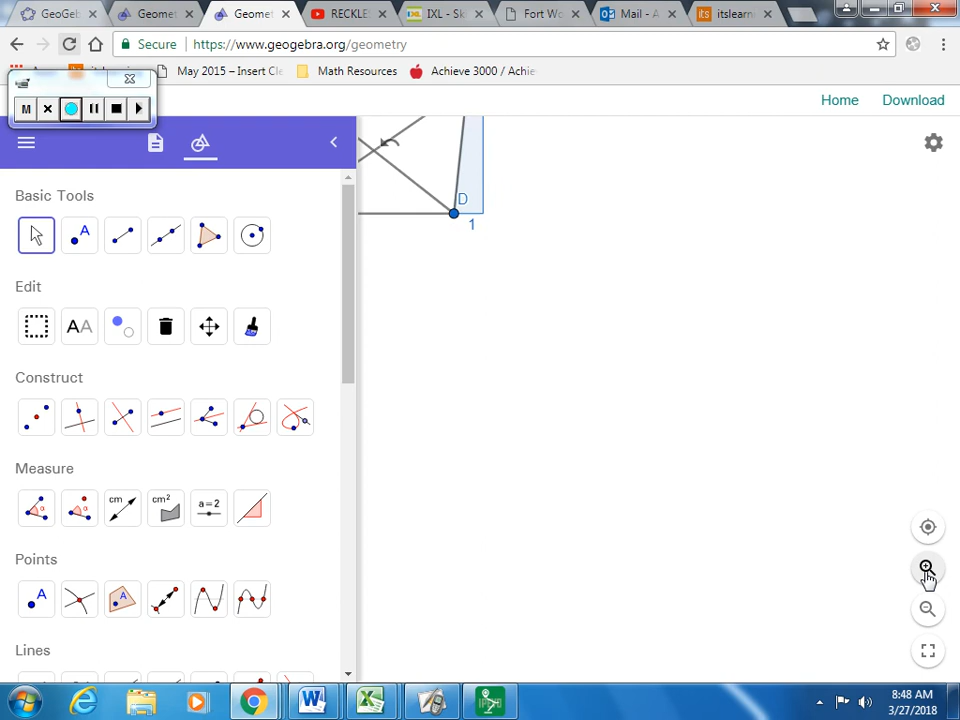 GeoGeb
Geomet
Geomet
RECKLE
IXL - Sk
Fort Wo
Mail - A
itslearn
Secure
https://www.geogebra.org/geometry
May 2015 – Insert Cle
Math Resources
Achieve 3000 / Achie
M
Home
Download
Basic Tools
A
Edit
AA
Construct
Measure
α
α
cm
cm²
a=2
Points
A
A
Lines
D
1
8:48 AM
3/27/2018